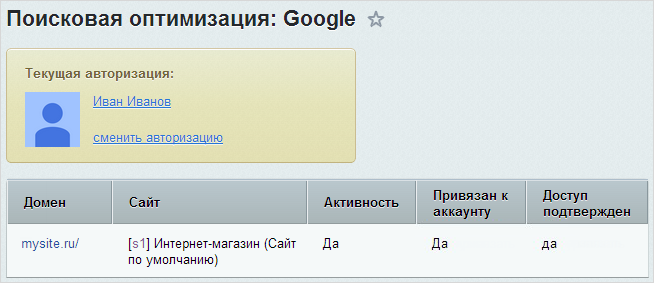 Поисковая оптимизация: Google
Текущая авторизация:
Иван Иванов
сменить авторизацию
Домен
Сайт
Активность
Привязан к
аккаунту
Доступ
подтвержден
mysite.ru/
[s1] Интернет-магазин (Сайт
по умолчанию)
Да
Да
да